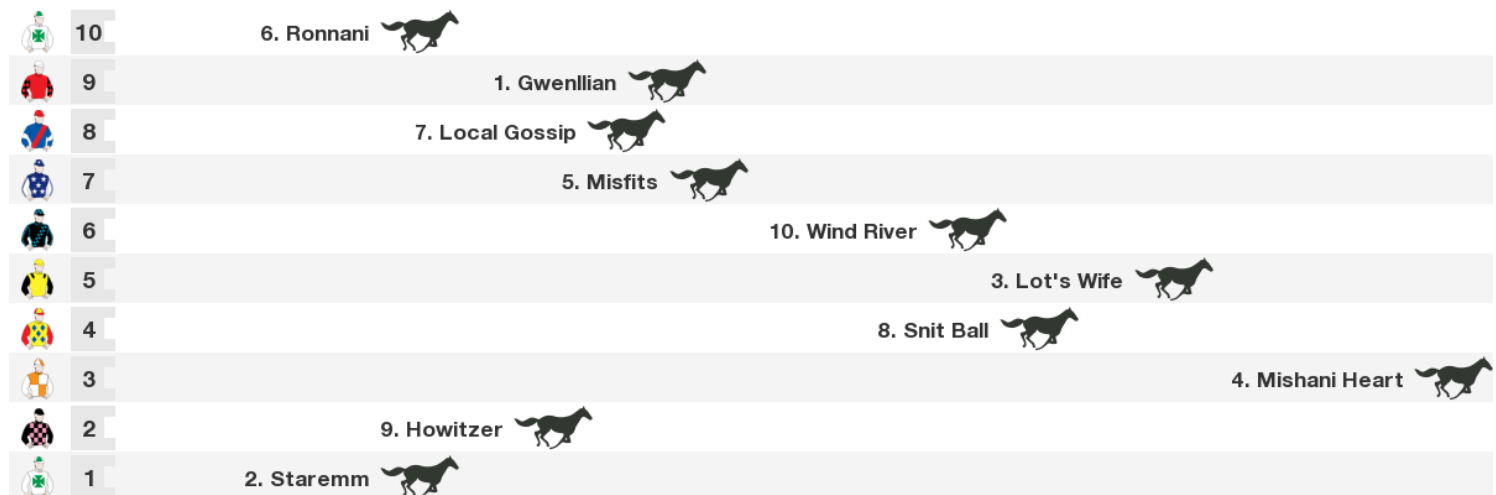 10 6. Ronnani
9 1. Gwenllian
8 7. Local Gossip
7 5. Misfits
6 10. Wind River
5 3. Lot's Wife
4 8. Snit Ball
3 4. Mishani Heart
2 9. Howitzer
1 2. Staremm